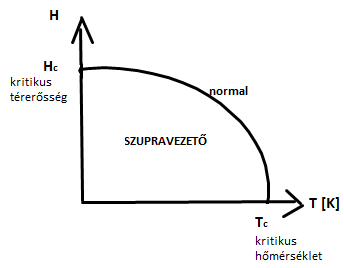 H
Hc
kritikus
térerősség
normal
SZUPRAVEZETŐ
T [K]
Tc
kritikus
hőmérséklet